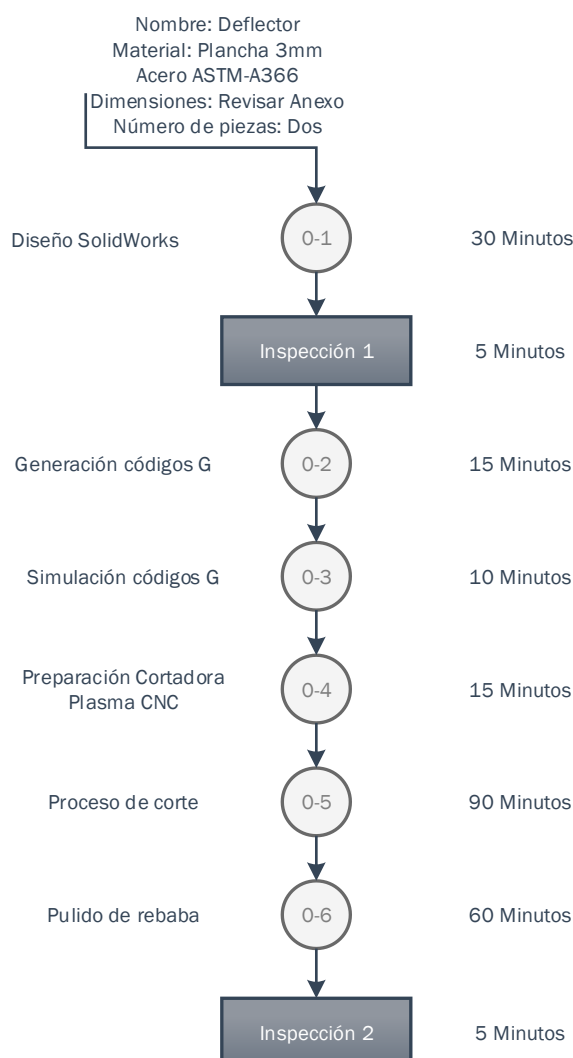 Nombre: Deflector
Material: Plancha 3mm
Acero ASTM-A366
Dimensiones: Revisar Anexo
Número de piezas: Dos
Diseño SolidWorks
0-1
30 Minutos
Inspección 1
5 Minutos
Generación códigos G
0-2
15 Minutos
Simulación códigos G
0-3
10 Minutos
Preparación Cortadora
Plasma CNC
0-4
15 Minutos
Proceso de corte
0-5
90 Minutos
Pulido de rebaba
0-6
60 Minutos
Inspección 2
5 Minutos